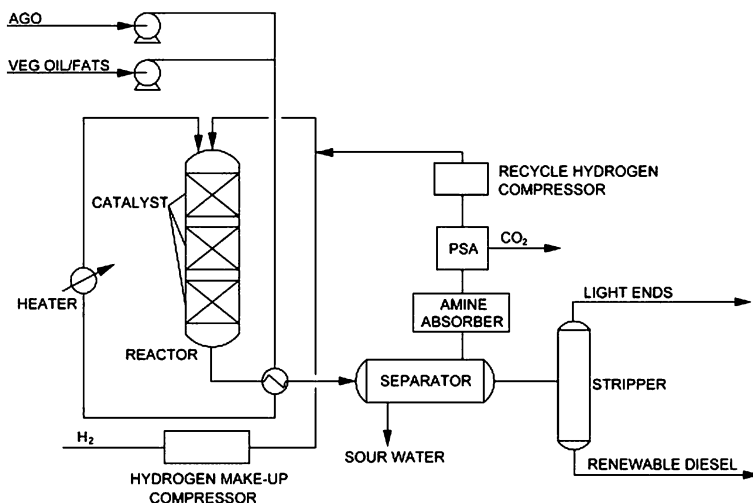 AGO
VEG OIL/FATS
RECYCLE HYDROGEN
COMPRESSOR
CATALYST
PSA
CO₂
HEATER
AMINE
ABSORBER
LIGHT ENDS
REACTOR
SEPARATOR
STRIPPER
H₂
SOUR WATER
RENEWABLE DIESEL
HYDROGEN MAKE-UP
COMPRESSOR